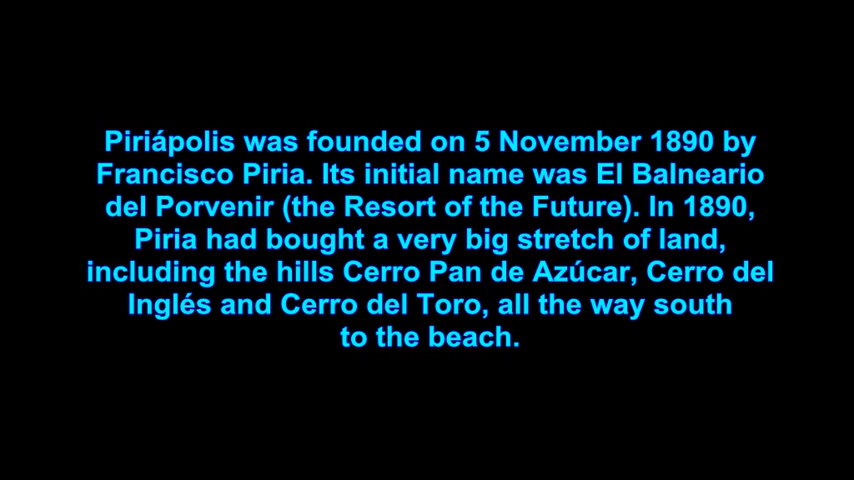 Piriápolis was founded on 5 November 1890 by
Francisco Piria. Its initial name was El Balneario
del Porvenir (the Resort of the Future). In 1890,
Piria had bought a very big stretch of land,
including the hills Cerro Pan de Azúcar, Cerro del
Inglés and Cerro del Toro, all the way south
to the beach.